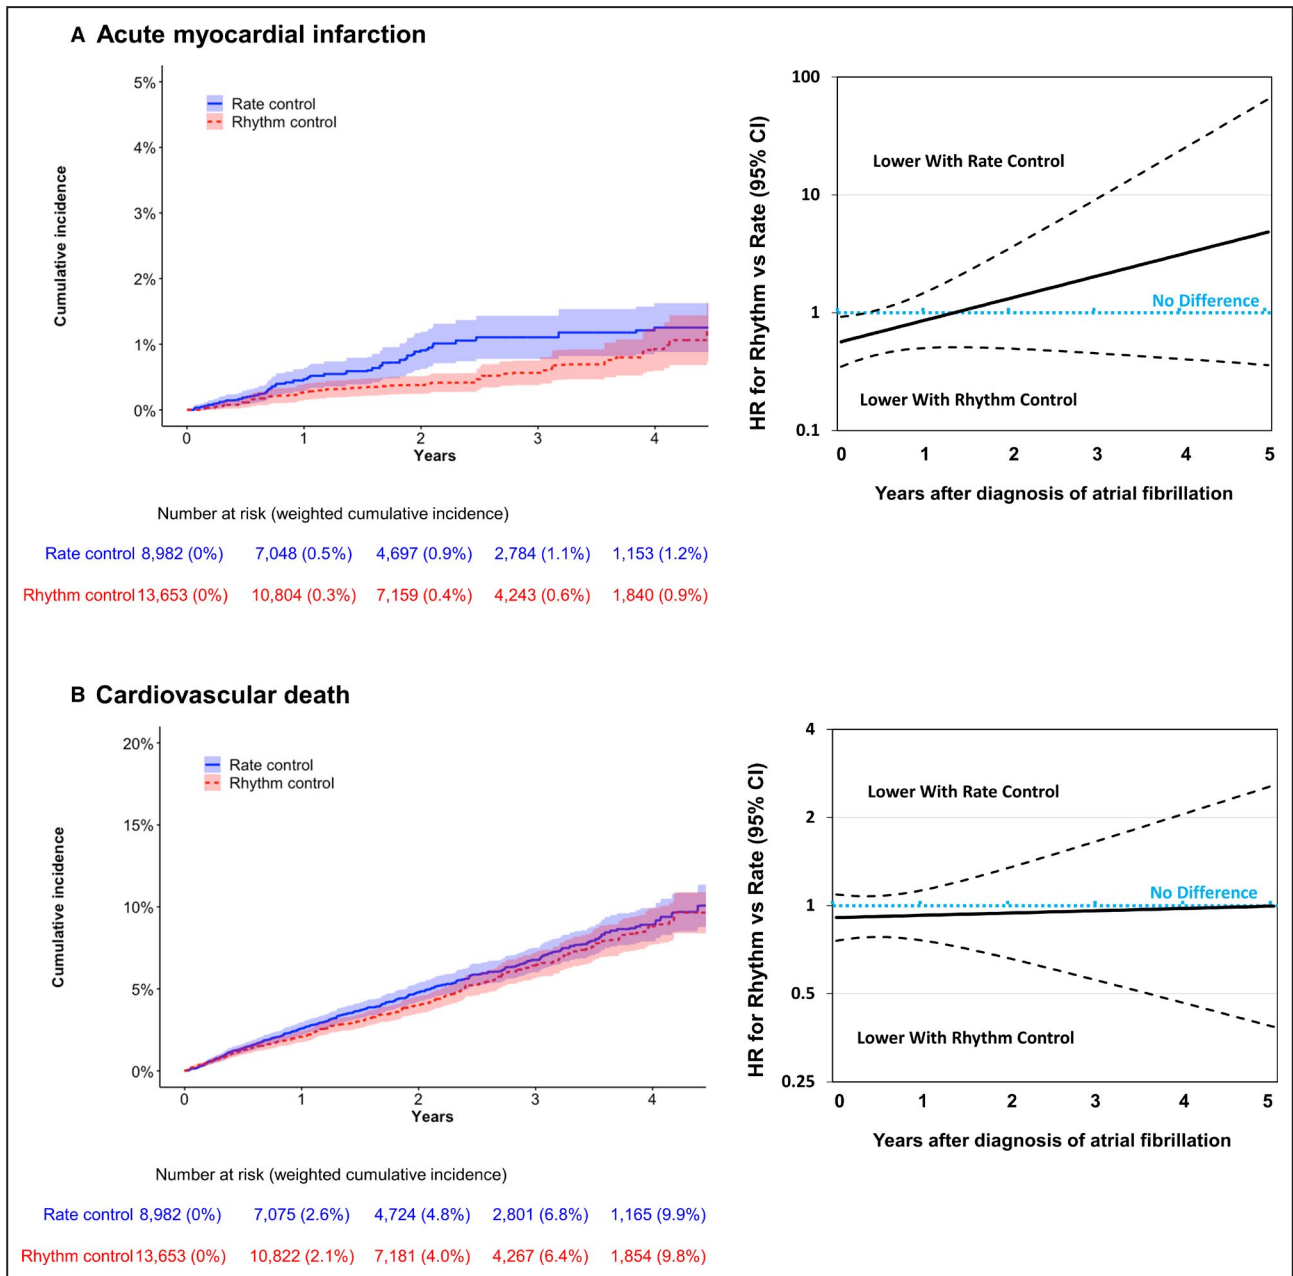 A Acute myocardial infarction
5%
4%
3%
2%
1%
0%
Cumulative incidence
Rate control
Rhythm control
0 1 2 3 4
Years
Number at risk (weighted cumulative incidence)
Rate control 8,982 (0%) 7,048 (0.5%) 4,697 (0.9%) 2,784 (1.1%) 1,153 (1.2%)
Rhythm control 13,653 (0%) 10,804 (0.3%) 7,159 (0.4%) 4,243 (0.6%) 1,840 (0.9%)
100
10
1
0.1
HR for Rhythm vs Rate (95% CI)
Lower With Rate Control
No Difference
Lower With Rhythm Control
0 1 2 3 4 5
Years after diagnosis of atrial fibrillation
B Cardiovascular death
20%
15%
10%
5%
0%
Cumulative incidence
Rate control
Rhythm control
0 1 2 3 4
Years
Number at risk (weighted cumulative incidence)
Rate control 8,982 (0%) 7,075 (2.6%) 4,724 (4.8%) 2,801 (6.8%) 1,165 (9.9%)
Rhythm control 13,653 (0%) 10,822 (2.1%) 7,181 (4.0%) 4,267 (6.4%) 1,854 (9.8%)
4
2
1
0.5
0.25
HR for Rhythm vs Rate (95% CI)
Lower With Rate Control
No Difference
Lower With Rhythm Control
0 1 2 3 4 5
Years after diagnosis of atrial fibrillation